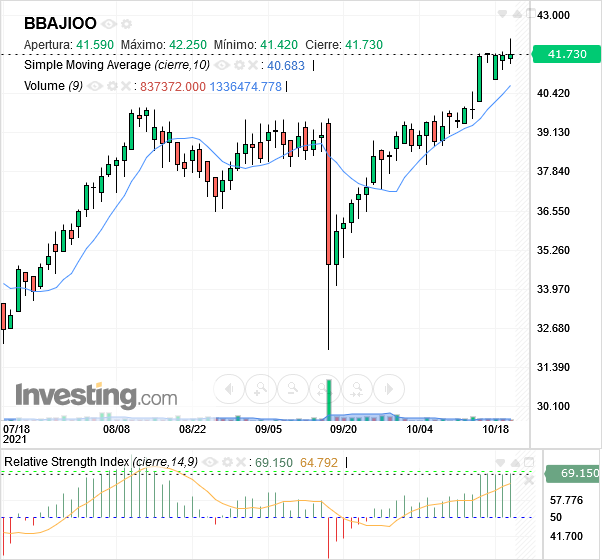 BBAJIOO
43.000
Apertura: 41.590 Máximo: 42.250 Mínimo: 41.420 Cierre: 41.730
41.730
Simple Moving Average (cierre,10) : 40.683
Volume (9) : 837372.000 1336474.778
40.420
39.130
37.840
36.550
35.260
33.970
32.680
31.390
Investing.com
30.100
07/18 08/08 08/22 09/05 09/20 10/04 10/18
2021
Relative Strength Index (cierre,14,9) : 69.150 64.792
69.150
57.776
50
41.700